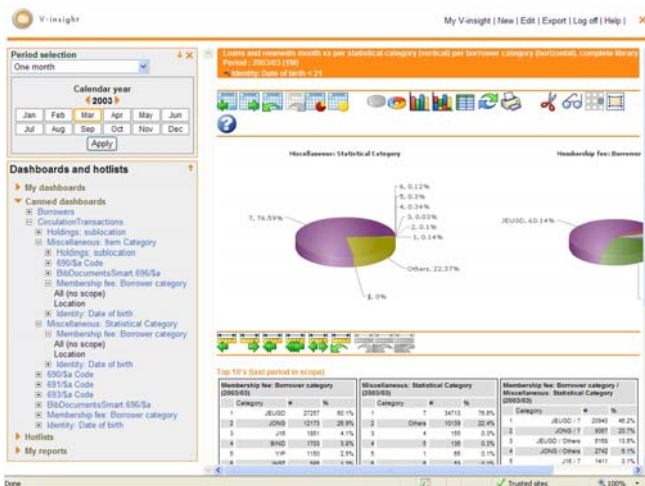 V-insight
My V-insight | New | Edit | Export | Log off | Help |
Period selection
One month
Calendar year
2003
Jan Feb Mar Apr May Jun
Jul Aug Sep Oct Nov Dec
Apply
Dashboards and hotlists
My dashboards
Canned dashboards
Borrowers
CirculationTransactions
Holdings; sublocation
Miscellaneous: Item Category
Holdings; sublocation
690/$a Code
BibDocumentsSmart 696/$a
Membership fee: Borrower category
All (no scope)
Location
Identity: Date of birth
Miscellaneous: Statistical Category
Membership fee: Borrower category
All (no scope)
Location
Identity: Date of birth
690/$a Code
691/$a Code
693/$a Code
BibDocumentsSmart 696/$a
Membership fee: Borrower category
Identity: Date of birth
Hotlists
My reports
Loans and renewals month xx per statistical category (vertical) per borrower category (horizontal), complete library
Period : 2003/03 (1M)
Identity: Date of birth < 21
Miscellaneous: Statistical Category
6, 0.12%
5, 0.3%
4, 0.34%
3, 0.03%
2, 0.1%
1, 0.14%
7, 76.59%
Others, 22.37%
1, 0%
Membership fee: Borrower
JEUGD, 60.14%
Top 10's (last period in scope)
Membership fee: Borrower category (2003/03)
Category # %
1 JEUGD 27257 60.1%
2 JONG 12173 26.9%
3 J15 1851 4.1%
4 BIND 1703 3.8%
5 YIP 1150 2.5%
Miscellaneous: Statistical Category (2003/03)
Category # %
1 7 34713 76.6%
2 Others 10139 22.4%
3 4 155 0.3%
4 5 135 0.3%
5 1 65 0.1%
Membership fee: Borrower category / Miscellaneous: Statistical Category (2003/03)
Category # %
1 JEUGD / 7 20940 46.2%
2 JONG / 7 20.7%
3 JEUGD / Others 13.6%
4 JONG / Others 2742 6.1%
5 J15 / 7 1411 3.1%
Done
Trusted sites
100%